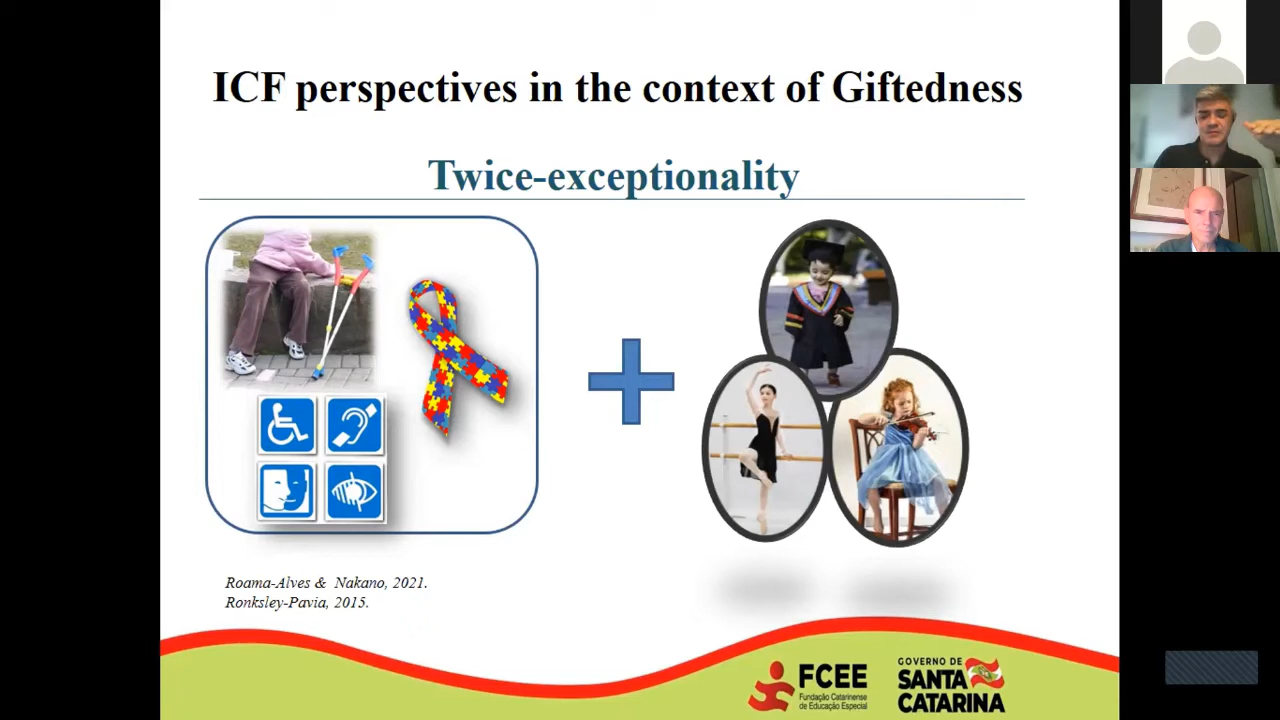 ICF perspectives in the context of Giftedness
Twice-exceptionality
Roama-Alves & Nakano, 2021.
Ronksley-Pavia, 2015.
FCEE
Fundação Catarinense
de Educação Especial
GOVERNO DE
SANTA
CATARINA